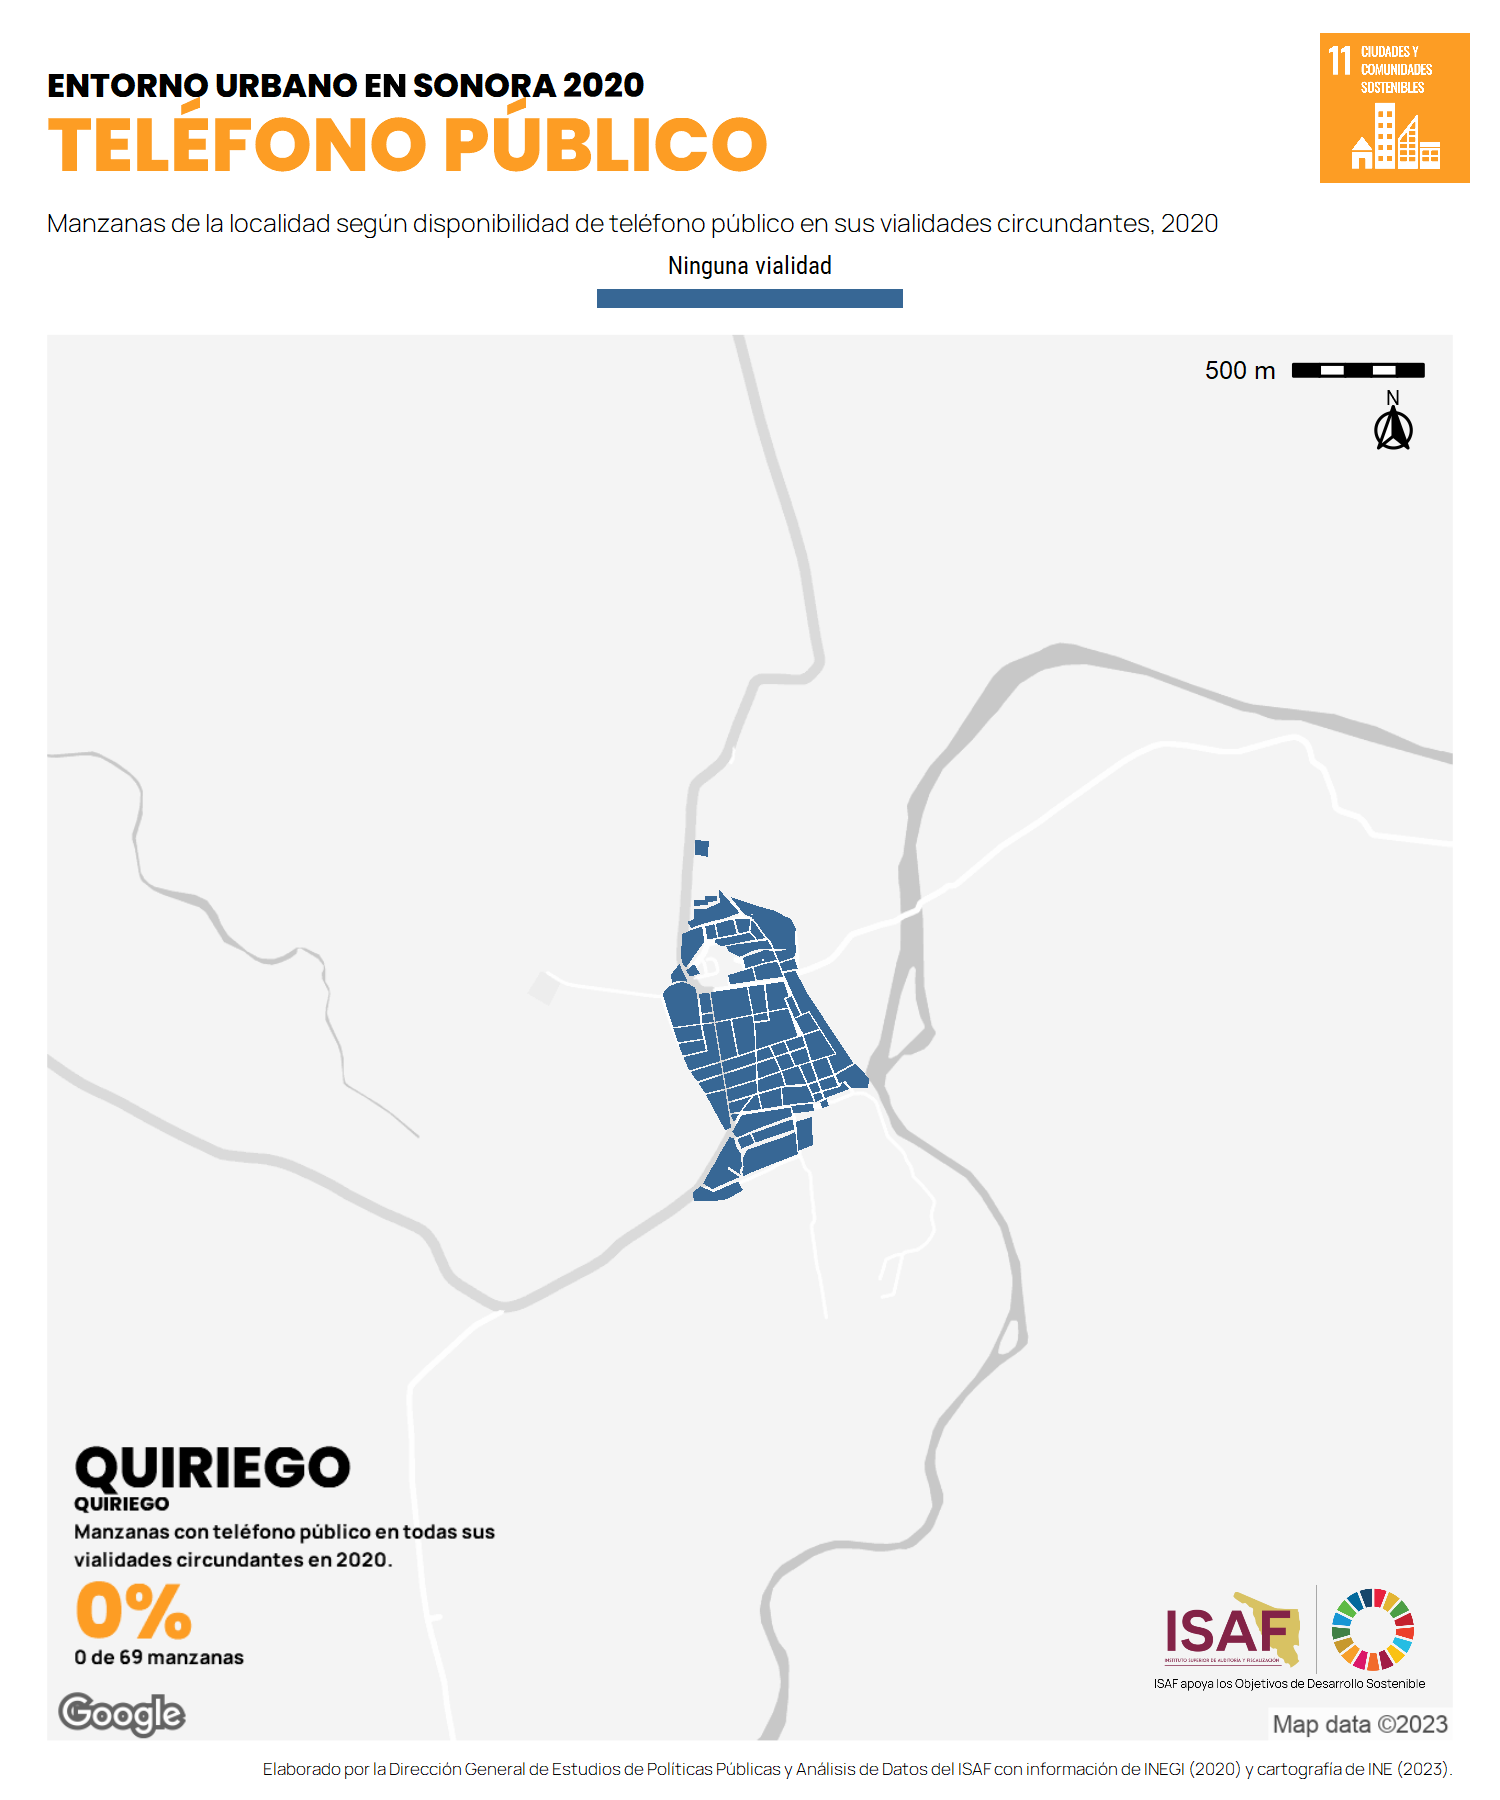 ENTORNO URBANO EN SONORA 2020
TELÉFONO PÚBLICO
11 CIUDADES Y
COMUNIDADES
SOSTENIBLES
Manzanas de la localidad según disponibilidad de teléfono público en sus vialidades circundantes, 2020
Ninguna vialidad
500 m
N
QUIRIEGO
QUIRIEGO
Manzanas con teléfono público en todas sus
vialidades circundantes en 2020.
0%
0 de 69 manzanas
ISAF
INSTITUTO SUPERIOR DE AUDITORÍA Y FISCALIZACIÓN
ISAF apoya los Objetivos de Desarrollo Sostenible
Google
Map data ©2023
Elaborado por la Dirección General de Estudios de Políticas Públicas y Análisis de Datos del ISAF con información de INEGI (2020) y cartografía de INE (2023).